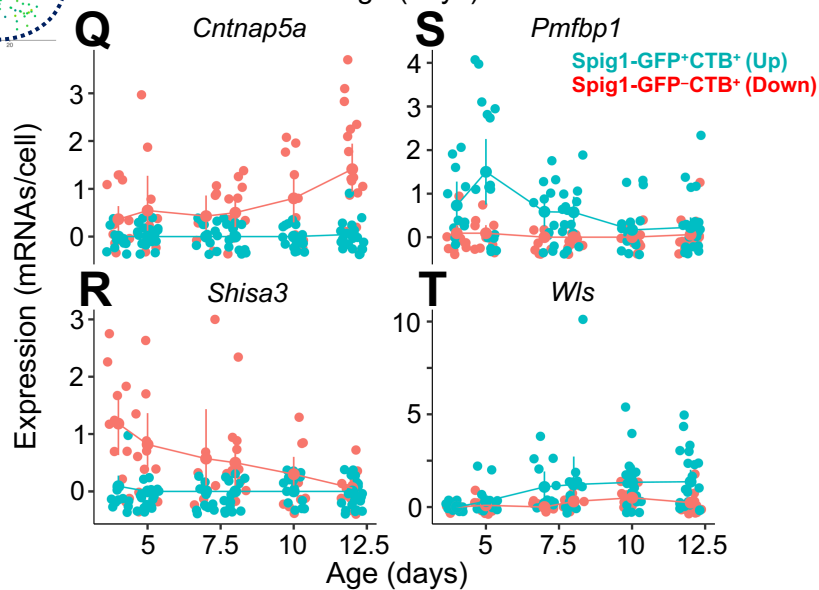 20
Q
Cntnap5a
S
Pmfbp1
Spig1-GFP⁺CTB⁺ (Up)
Spig1-GFP⁻CTB⁺ (Down)
Expression (mRNAs/cell)
3
2
1
0
4
3
2
1
0
R
Shisa3
T
Wls
3
2
1
0
10
5
0
5 7.5 10 12.5
5 7.5 10 12.5
Age (days)